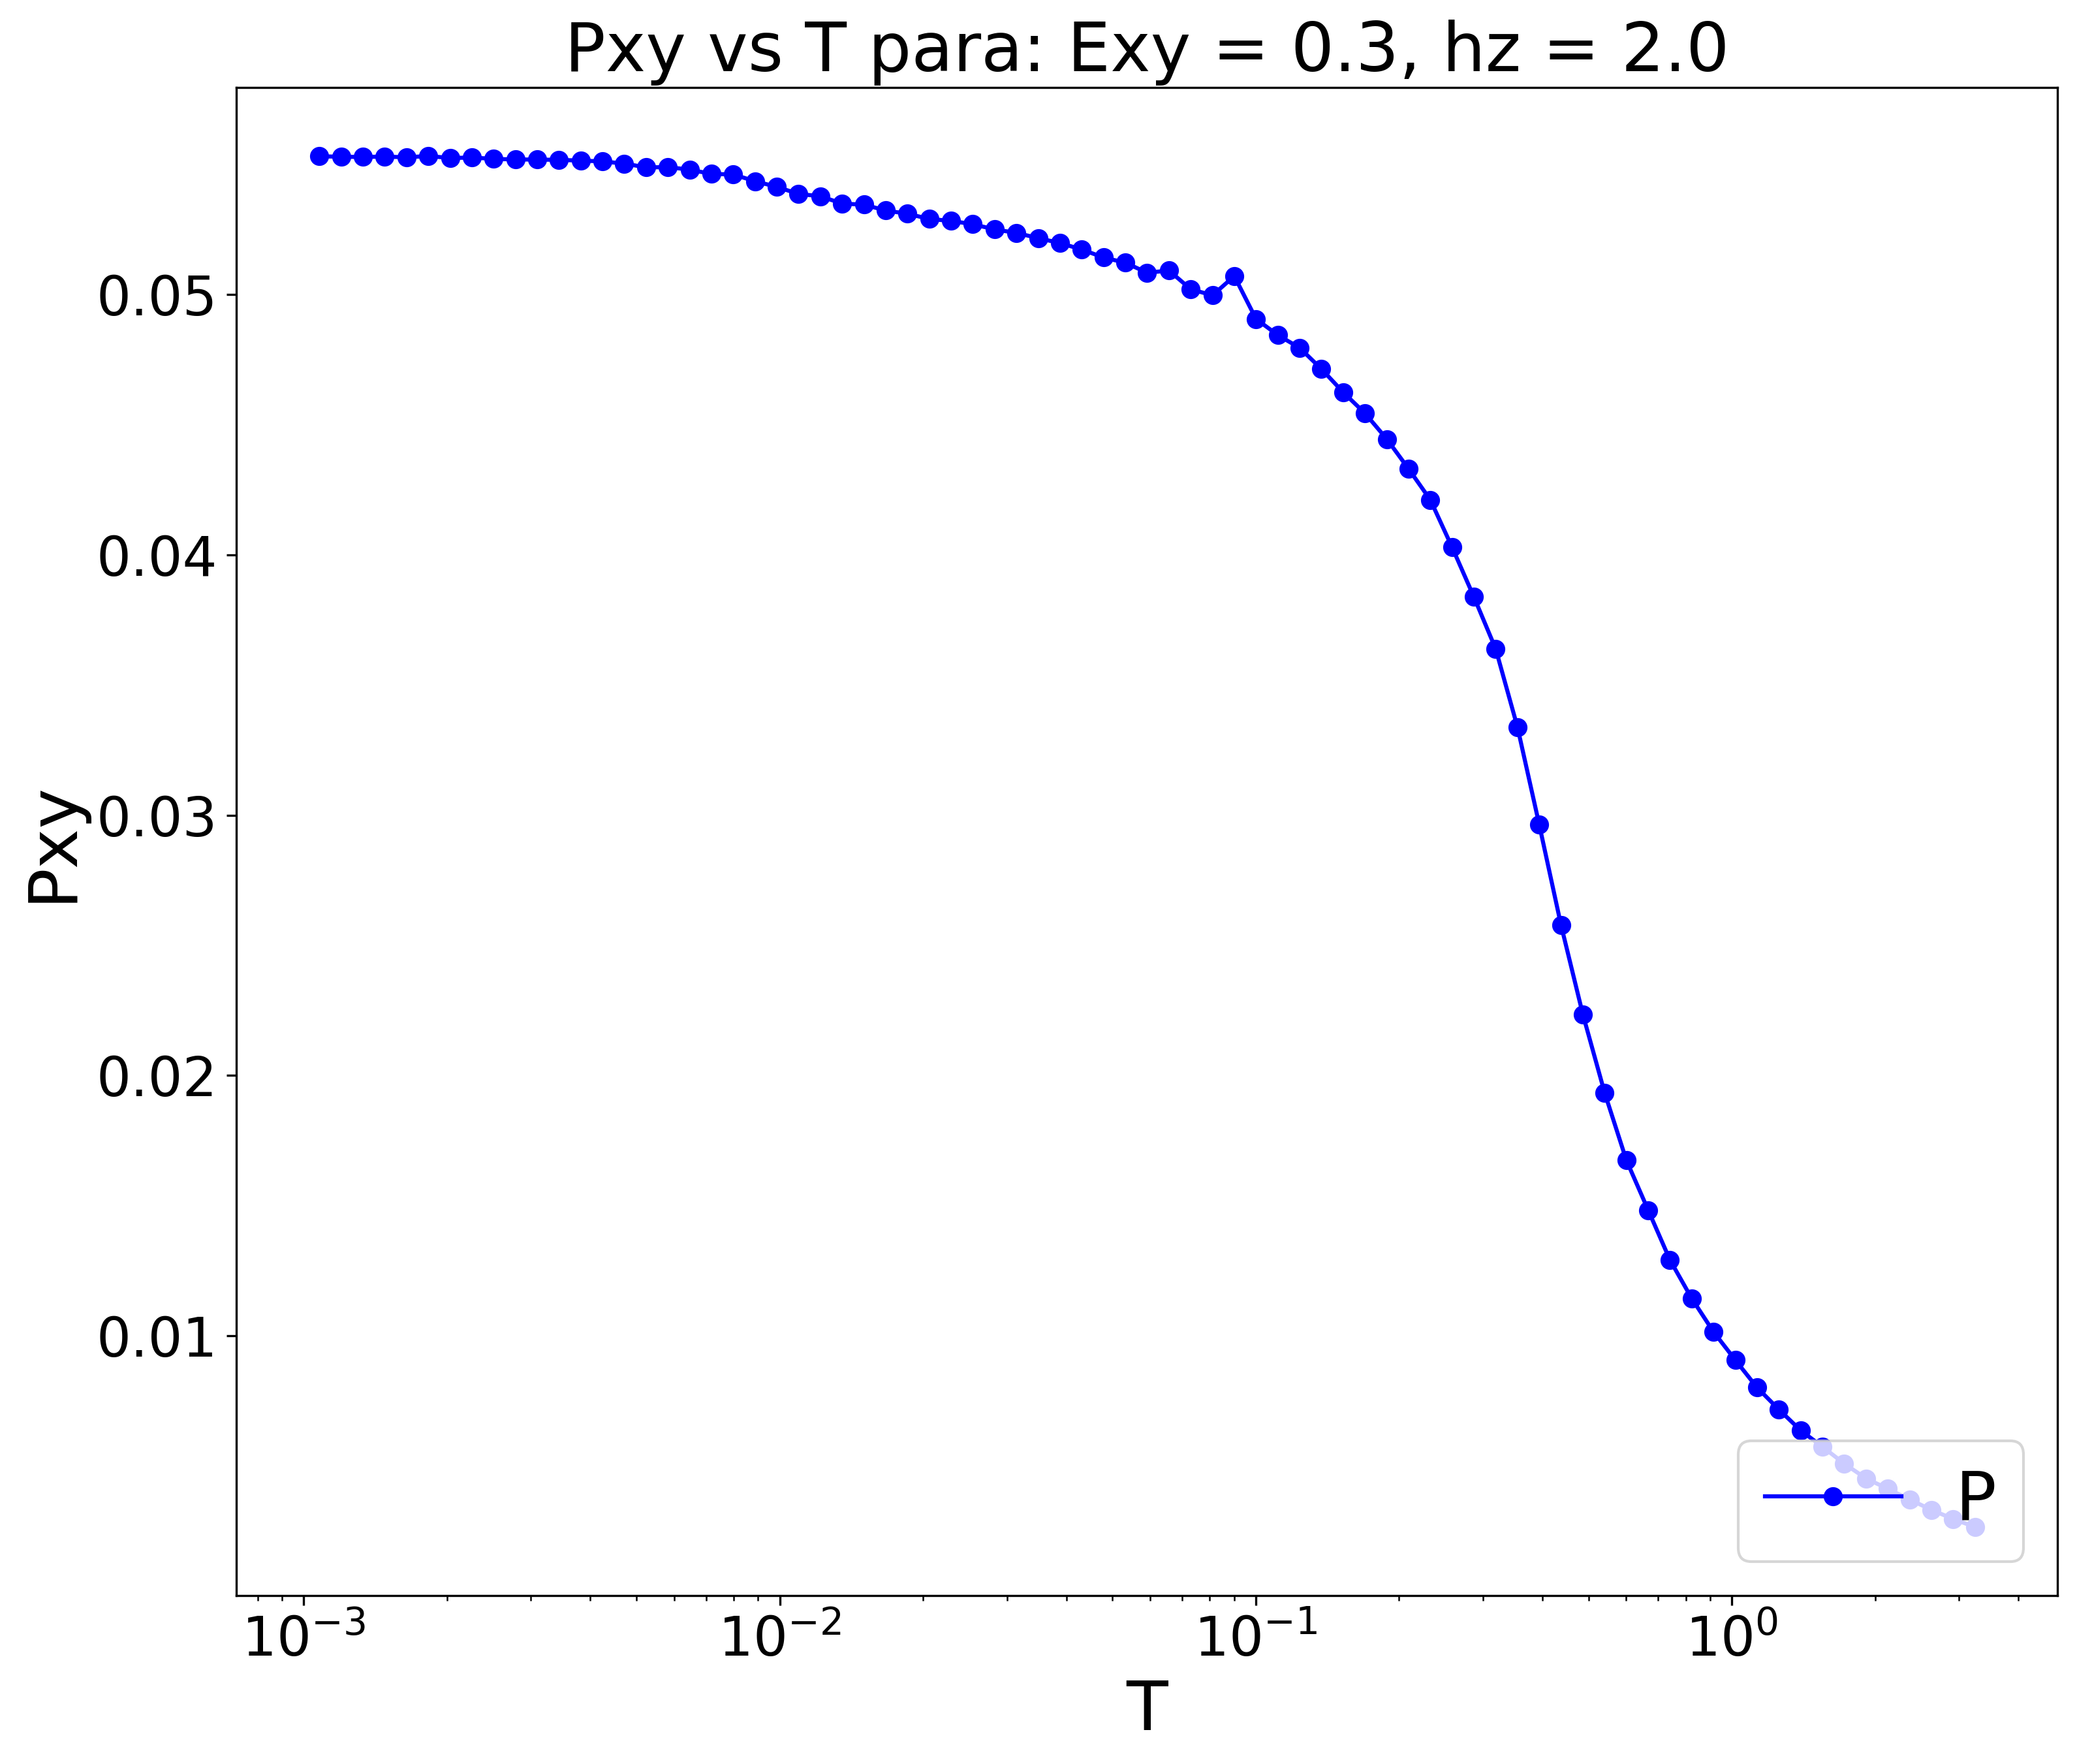 Pxy vs T para: Exy = 0.3, hz = 2.0
Pxy
0.05
0.04
0.03
0.02
0.01
P
10⁻³ 10⁻² 10⁻¹ 10⁰
T